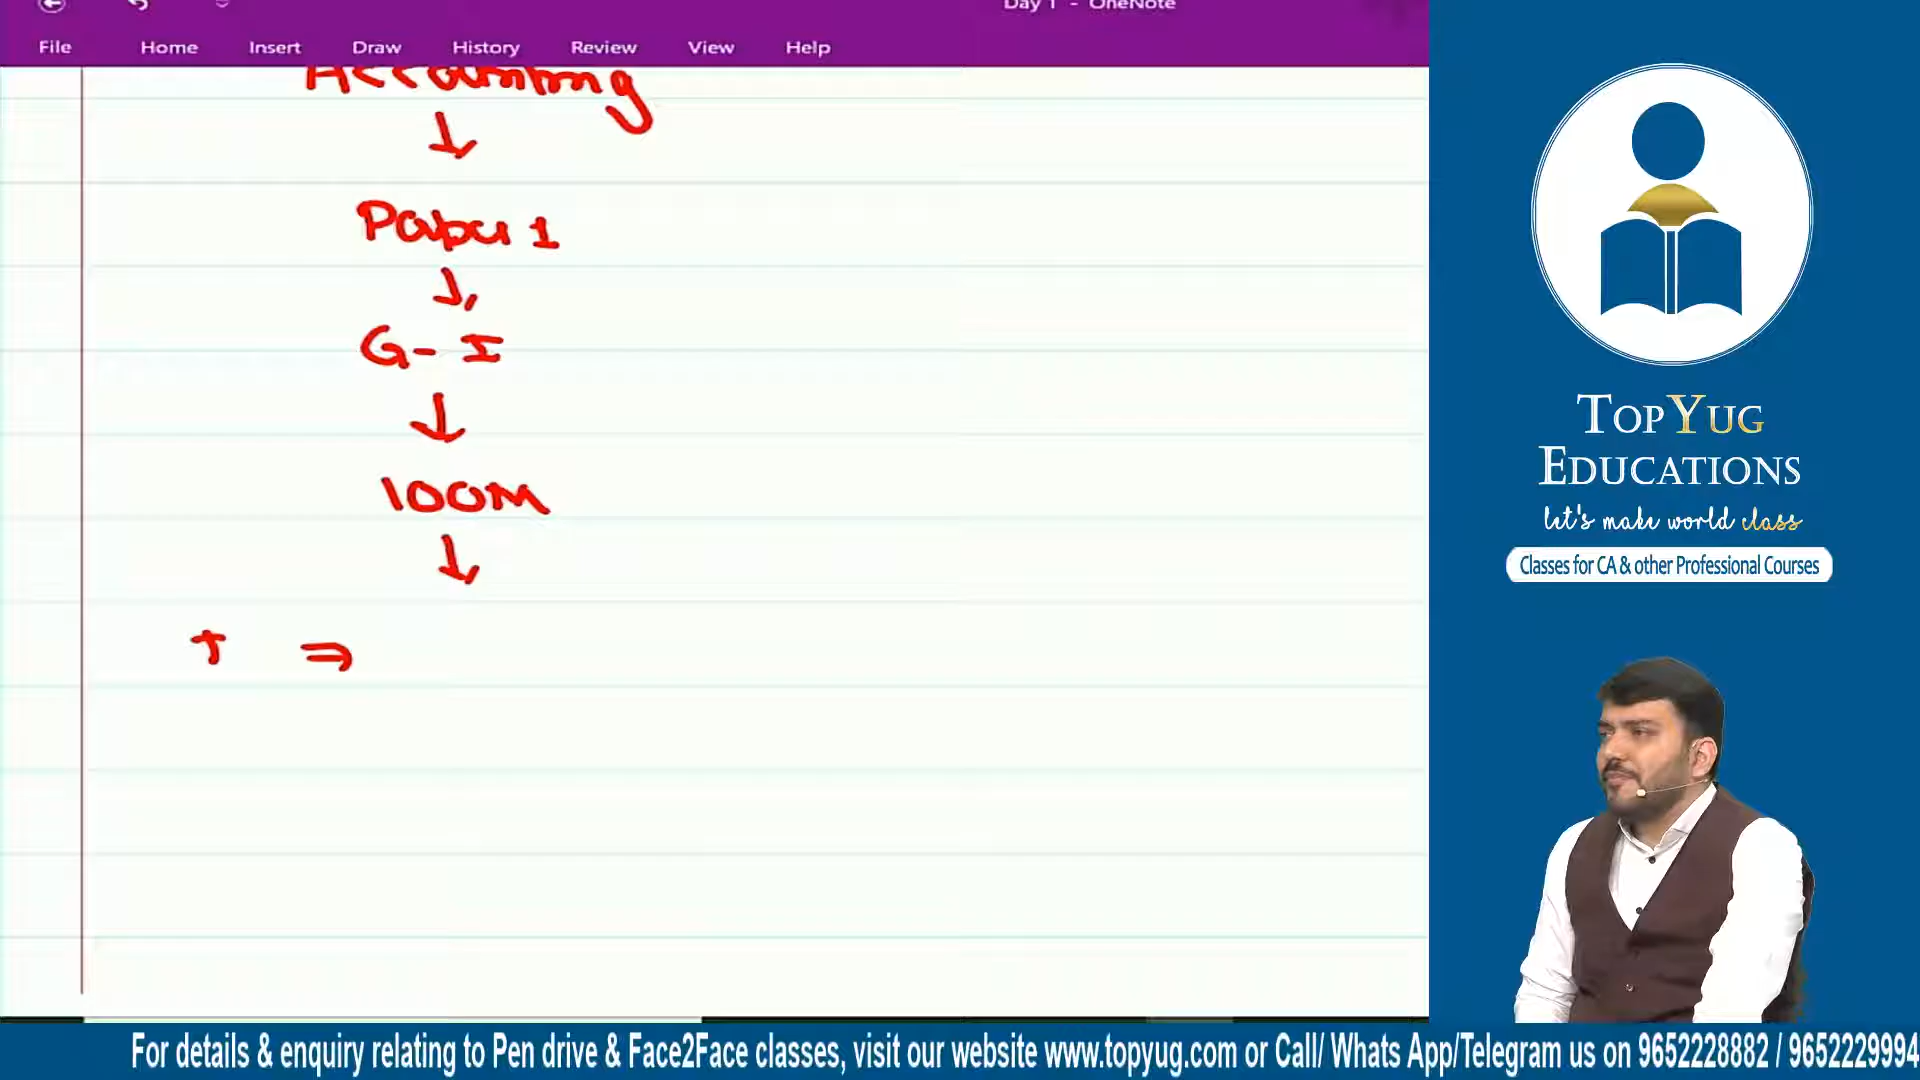 Day 1 - OneNote
File Home Insert Draw History Review View Help
Accounting
↓
Paper 1
↓
G- I
↓
100M
↓
⇒
TOPYUG
EDUCATIONS
let's make world class
Classes for CA & other Professional Courses
For details & enquiry relating to Pen drive & Face2Face classes, visit our website www.topyug.com or Call/ Whats App/Telegram us on 9652228882 / 9652229994